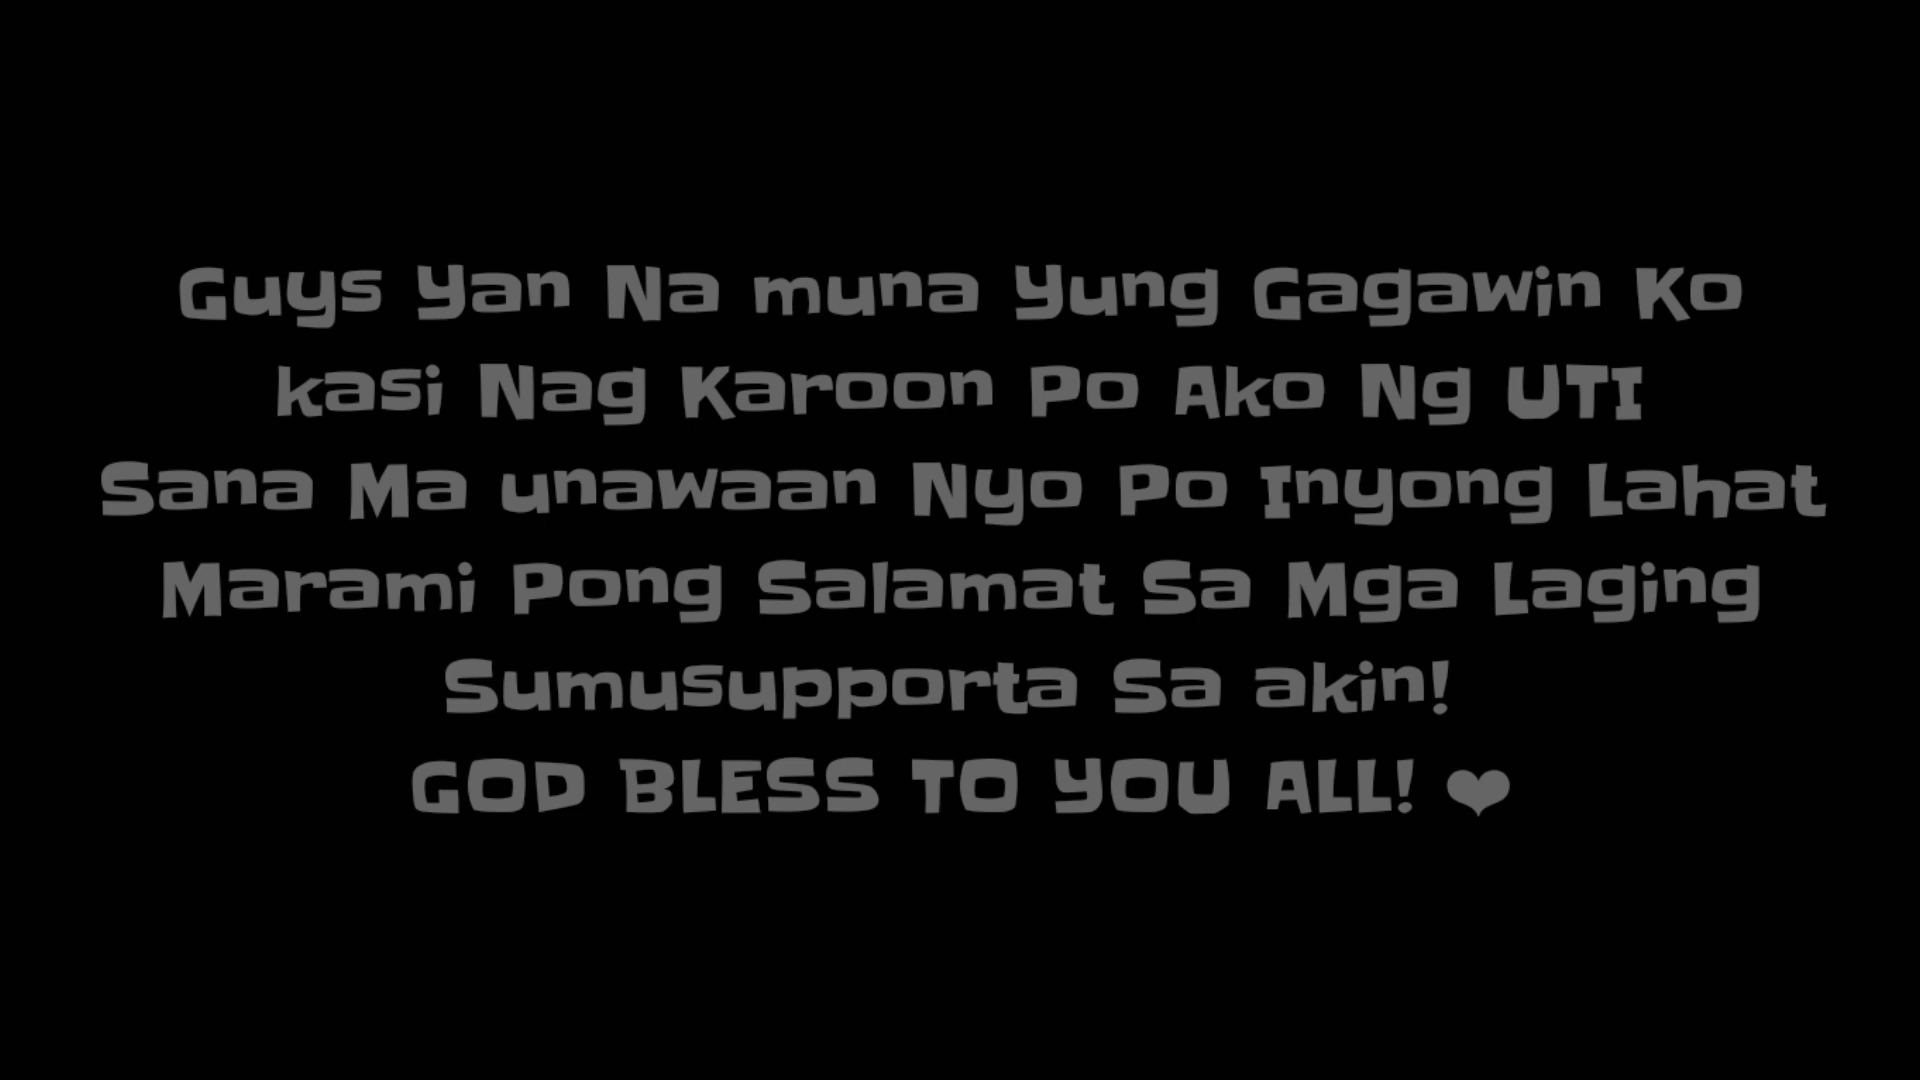 Guys Yan Na muna Yung Gagawin Ko
kasi Nag Karoon Po Ako Ng UTI
Sana Ma unawaan Nyo Po Inyong Lahat
Marami Pong Salamat Sa Mga Laging
Sumusupporta Sa akin!
GOD BLESS TO YOU ALL! ❤